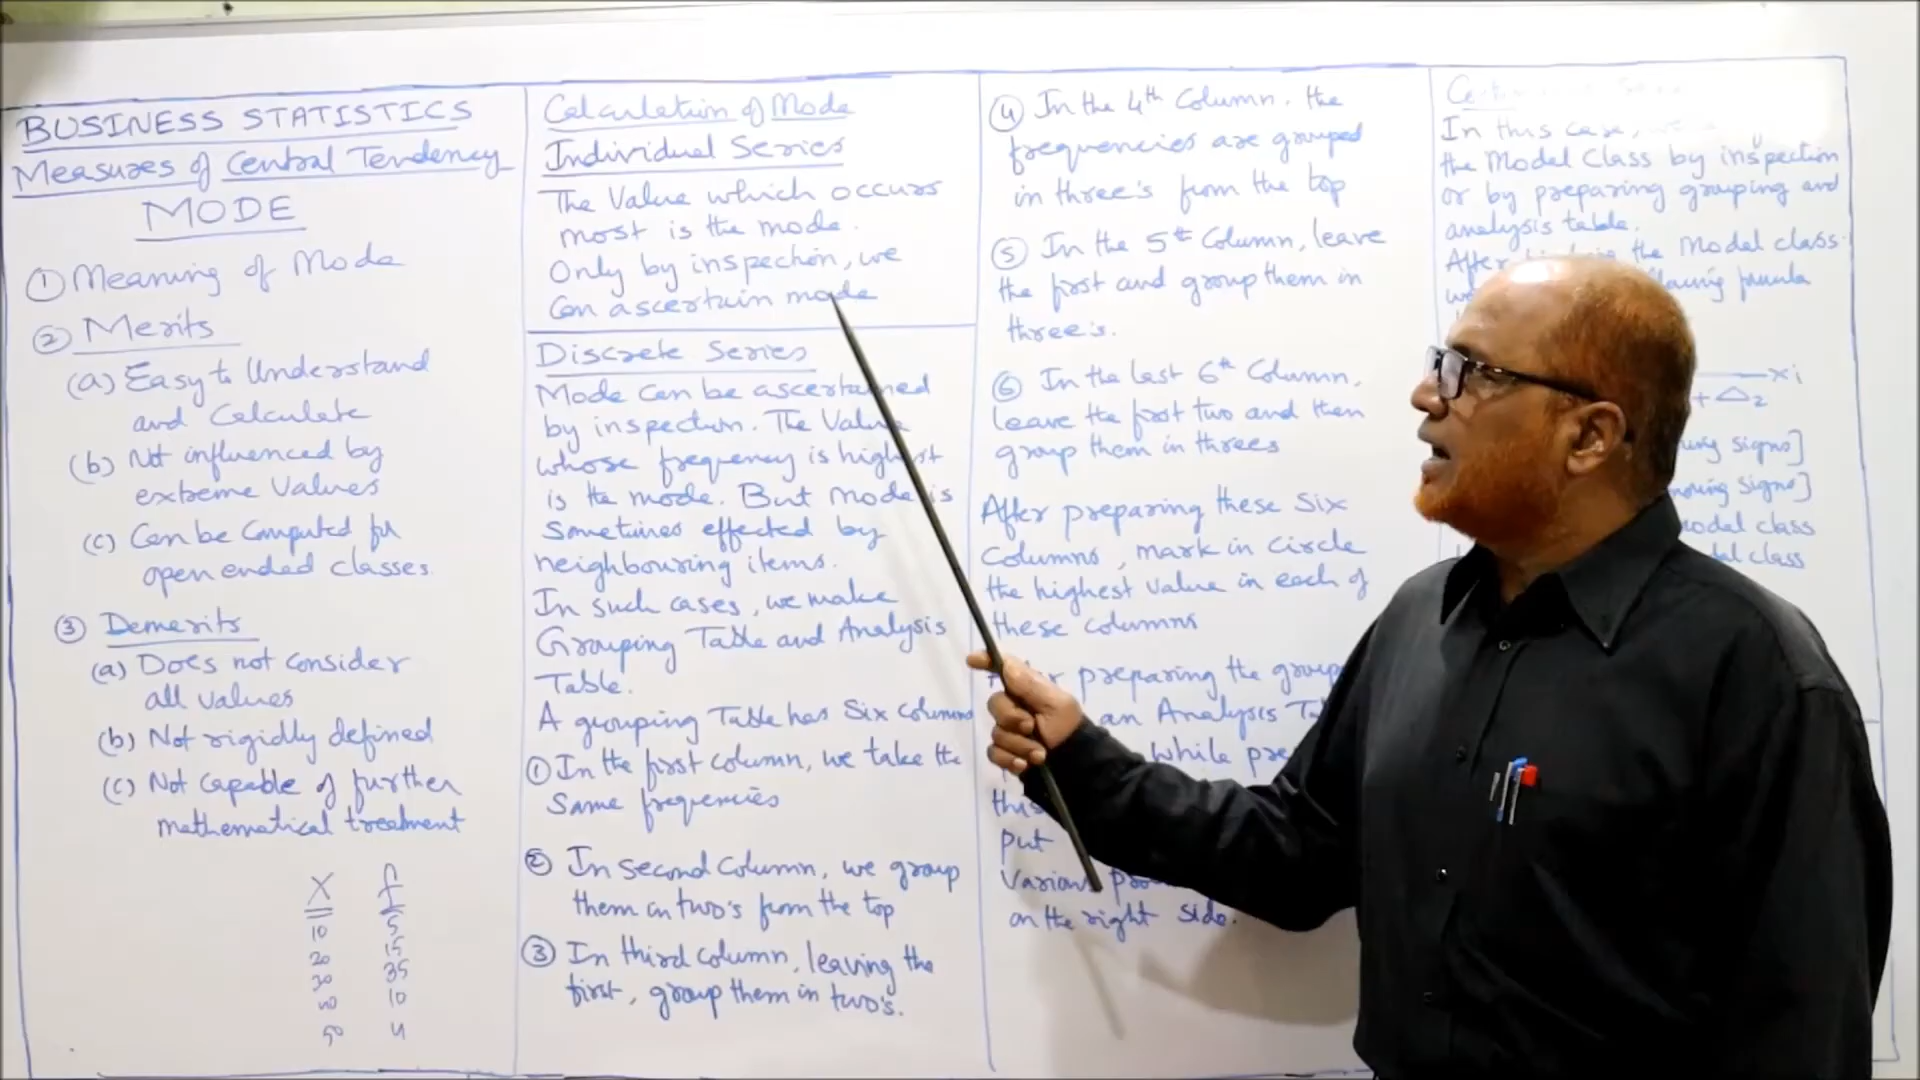 BUSINESS STATISTICS
Measures of Central Tendency
MODE
① Meaning of Mode
② Merits
(a) Easy to Understand
and Calculate
(b) Not influenced by
extreme Values
(c) Can be Computed for
open ended classes.
③ Demerits
(a) Does not consider
all values
(b) Not rigidly defined
(c) Not Capable of further
mathematical treatment
X f
10 5
20 15
30 35
40 10
50 4
Calculation of Mode
Individual Series
The Value which occurs
most is the mode.
Only by inspection, we
Can ascertain mode
Discrete Series
Mode Can be ascertained
by inspection. The Value
whose frequency is highest
is the mode. But Mode is
Sometimes effected by
neighbouring items.
In such cases, we make
Grouping Table and Analysis
Table.
A grouping Table has Six Columns
① In the first column, we take the
Same frequencies
② In Second Column, we group
them in two's from the top
③ In third Column, leaving the
first, group them in two's.
④ In the 4th Column, the
frequencies are grouped
in three's from the top
⑤ In the 5th Column, leave
the first and group them in
three's.
⑥ In the last 6th Column,
leave the first two and then
group them in threes
After preparing these Six
Columns, mark in Circle
the highest value in each of
these columns
preparing the
an Analysis
While
put
on the right side.
In this case,
the Modal Class by inspection
or by preparing grouping and
analysis table.
the Modal class
x i
+ Δ2
signs]
signs]
modal class
class